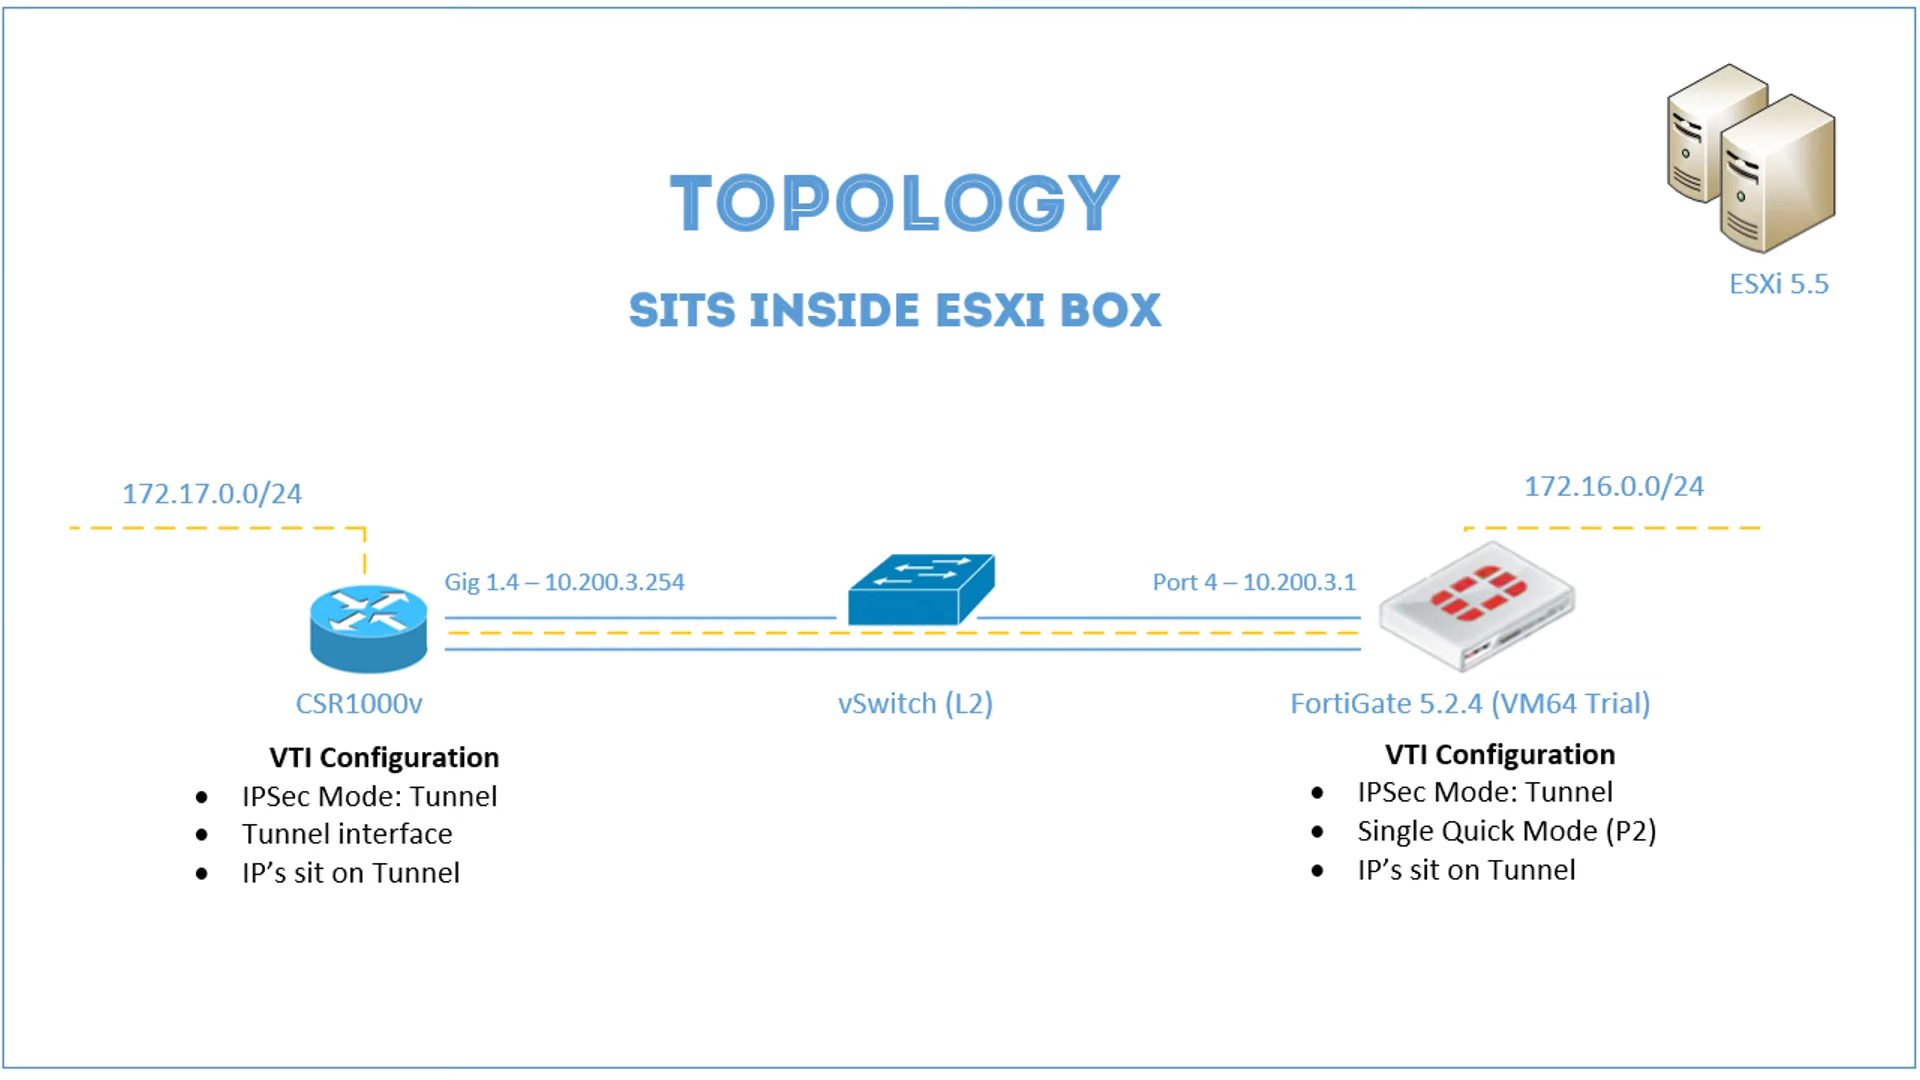 TOPOLOGY
SITS INSIDE ESXI BOX
ESXi 5.5
172.17.0.0/24
172.16.0.0/24
Gig 1.4 – 10.200.3.254
Port 4 – 10.200.3.1
CSR1000v
vSwitch (L2)
FortiGate 5.2.4 (VM64 Trial)
VTI Configuration
• IPSec Mode: Tunnel
• Tunnel interface
• IP’s sit on Tunnel
VTI Configuration
• IPSec Mode: Tunnel
• Single Quick Mode (P2)
• IP’s sit on Tunnel